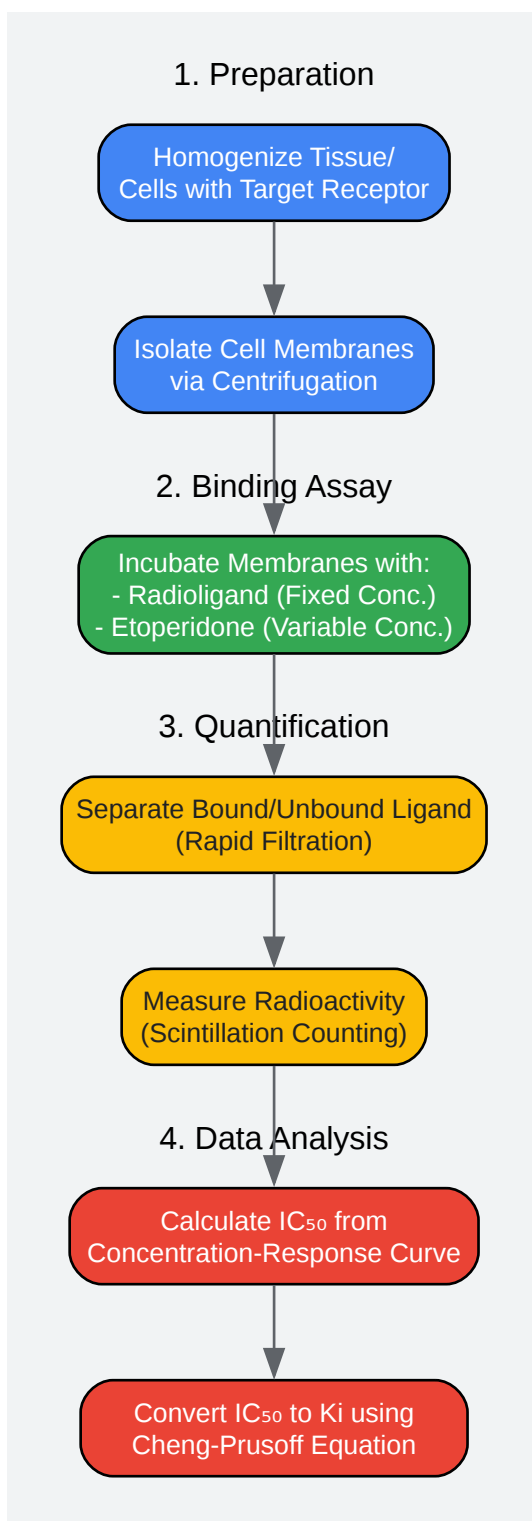 1. Preparation
Homogenize Tissue/
Cells with Target Receptor
Isolate Cell Membranes
via Centrifugation
2. Binding Assay
Incubate Membranes with:
- Radioligand (Fixed Conc.)
- Etoperidone (Variable Conc.)
3. Quantification
Separate Bound/Unbound Ligand
(Rapid Filtration)
Measure Radioactivity
(Scintillation Counting)
4. Data Analysis
Calculate IC₅₀ from
Concentration-Response Curve
Convert IC₅₀ to Ki using
Cheng-Prusoff Equation